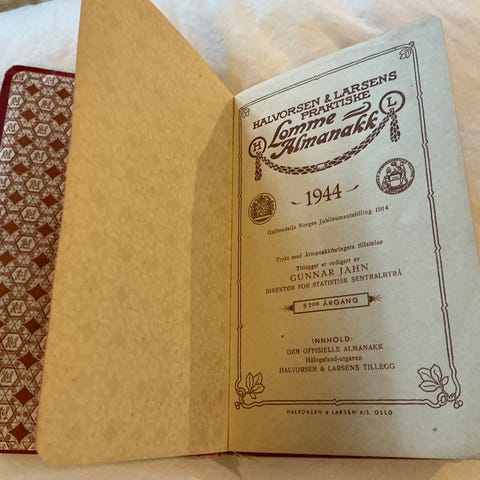 HALVORSEN & LARSENS
PRAKTISKE
Lomme
Almanakk
H L
- 1944 -
Gullmedalje Norges Jubileumsutstilling 1914
Trykt med Almanakkforlagets tillatelse
Tillegget er redigert av
GUNNAR JAHN
DIREKTØR FOR STATISTISK SENTRALBYRÅ
57DE ÅRGANG
INNHOLD:
DEN OFFISIELLE ALMANAKK
Hålogaland-utgaven
HALVORSEN & LARSENS TILLEGG
HALVORSEN & LARSEN A/S, OSLO